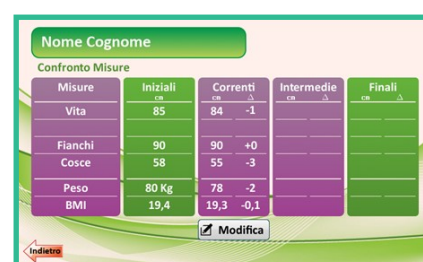 Nome Cognome
Confronto Misure
Misure Iniziali Correnti Intermedie Finali
cm cm Δ cm Δ cm Δ
Vita 85 84 -1
Fianchi 90 90 +0
Cosce 58 55 -3
Peso 80 Kg 78 -2
BMI 19,4 19,3 -0,1
Modifica
Indietro